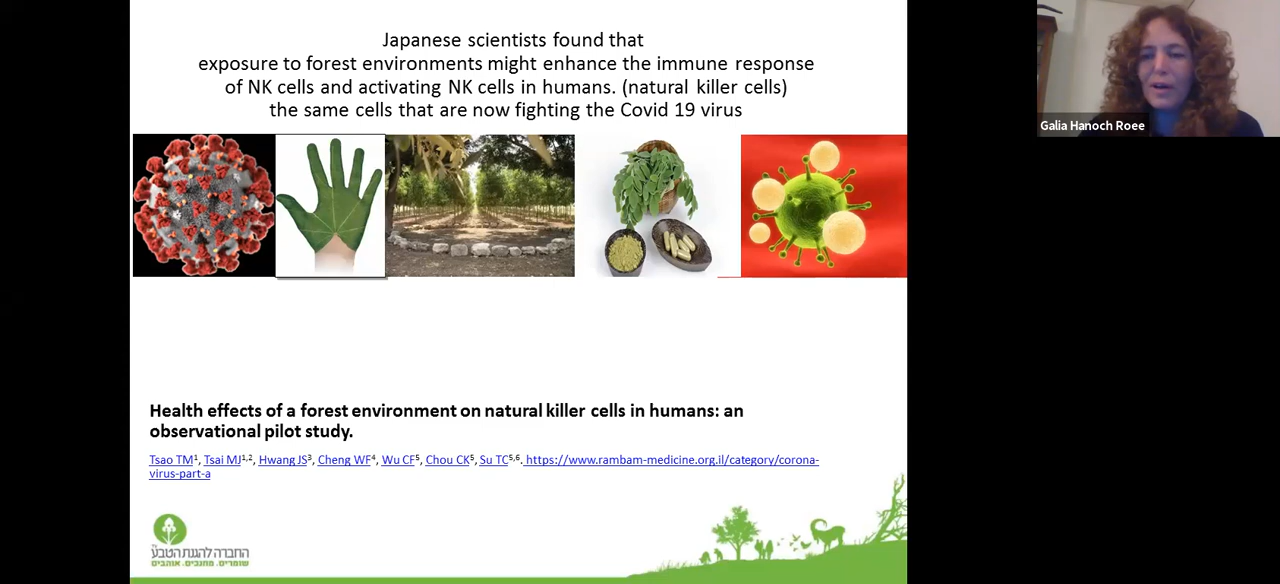 Japanese scientists found that
exposure to forest environments might enhance the immune response
of NK cells and activating NK cells in humans. (natural killer cells)
the same cells that are now fighting the Covid 19 virus
Galia Hanoch Roee
Health effects of a forest environment on natural killer cells in humans: an
observational pilot study.
Tsao TM¹, Tsai MJ¹,², Hwang JS³, Cheng WF⁴, Wu CF⁵, Chou CK⁵, Su TC⁵,⁶. https://www.rambam-medicine.org.il/category/corona-
virus-part-a
החברה להגנת הטבע
שומרים. מחנכים. אוהבים